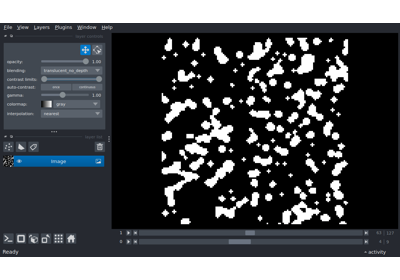 File View Layers Plugins Window Help
opacity: 1.00
blending: translucent_no_depth
contrast limits:
auto-contrast: once continuous
gamma: 1.00
colormap: gray
interpolation: nearest
Image
1
0
Ready
activity